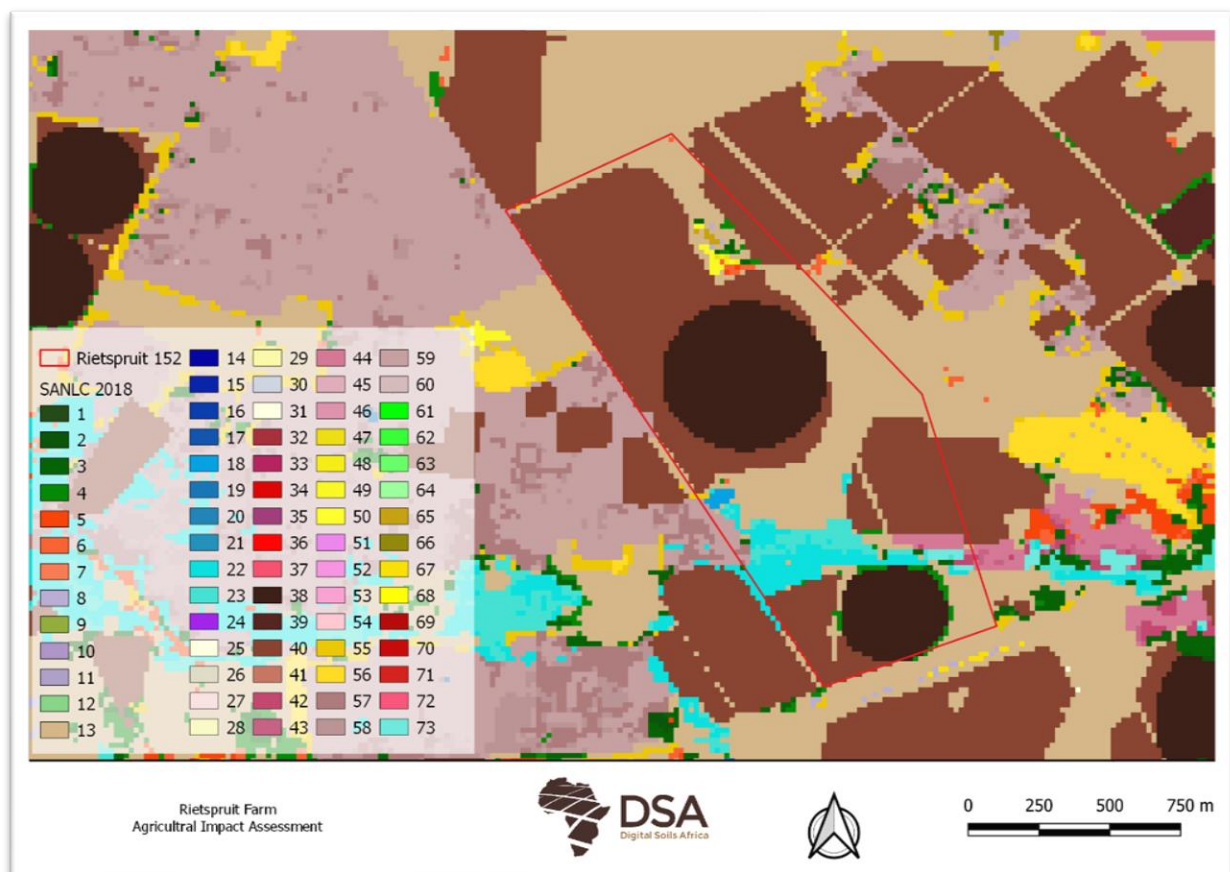 Rietspruit 152 14 29 44 59
SANLC 2018 15 30 45 60
1 16 31 46 61
2 17 32 47 62
3 18 33 48 63
4 19 34 49 64
5 20 35 50 65
6 21 36 51 66
7 22 37 52 67
8 23 38 53 68
9 24 39 54 69
10 25 40 55 70
11 26 41 56 71
12 27 42 57 72
13 28 43 58 73
Rietspruit Farm
Agricultral Impact Assessment
DSA
Digital Soils Africa
0 250 500 750 m